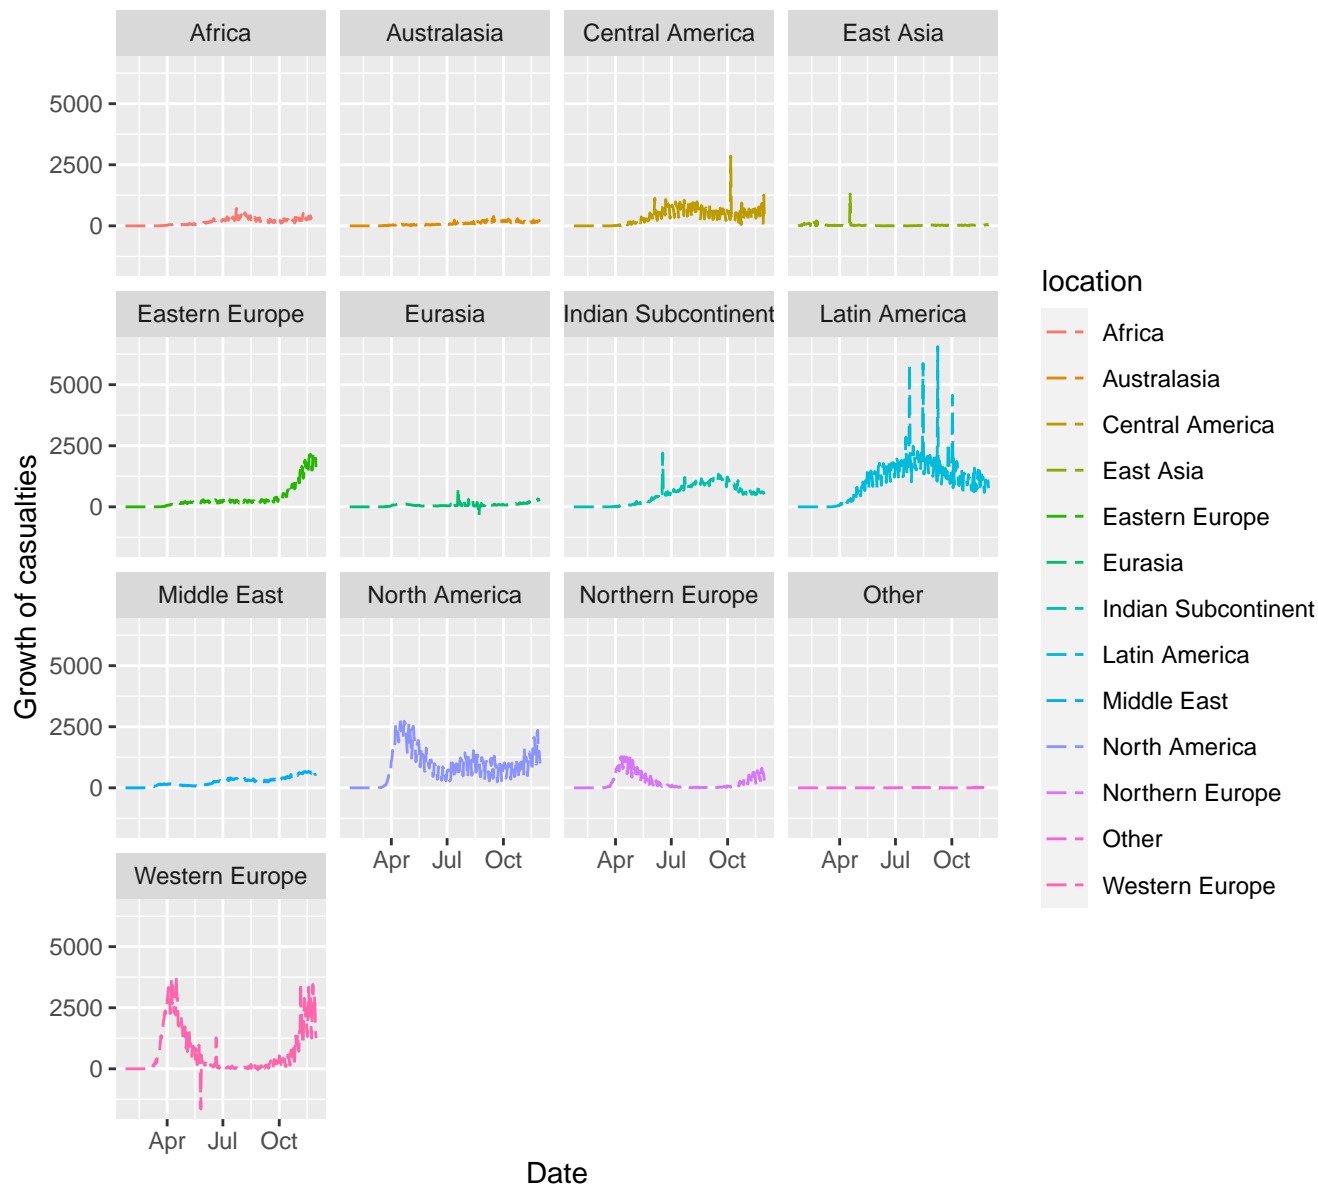 Africa
Australasia
Central America
East Asia
5000
2500
0
Eastern Europe
Eurasia
Indian Subcontinent
Latin America
5000
2500
0
Middle East
North America
Northern Europe
Other
5000
2500
0
Apr Jul Oct
Apr Jul Oct
Apr Jul Oct
Western Europe
5000
2500
0
Apr Jul Oct
Growth of casualties
Date
location
Africa
Australasia
Central America
East Asia
Eastern Europe
Eurasia
Indian Subcontinent
Latin America
Middle East
North America
Northern Europe
Other
Western Europe